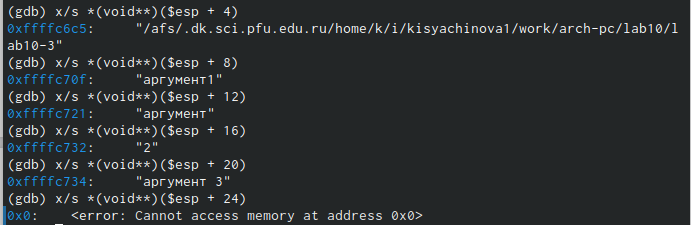 (gdb) x/s *(void**)($esp + 4)
0xffffc6c5:     "/afs/.dk.sci.pfu.edu.ru/home/k/i/kisyachinova1/work/arch-pc/lab10/l
ab10-3"
(gdb) x/s *(void**)($esp + 8)
0xffffc70f:     "аргумент1"
(gdb) x/s *(void**)($esp + 12)
0xffffc721:     "аргумент"
(gdb) x/s *(void**)($esp + 16)
0xffffc732:     "2"
(gdb) x/s *(void**)($esp + 20)
0xffffc734:     "аргумент 3"
(gdb) x/s *(void**)($esp + 24)
0x0:     <error: Cannot access memory at address 0x0>